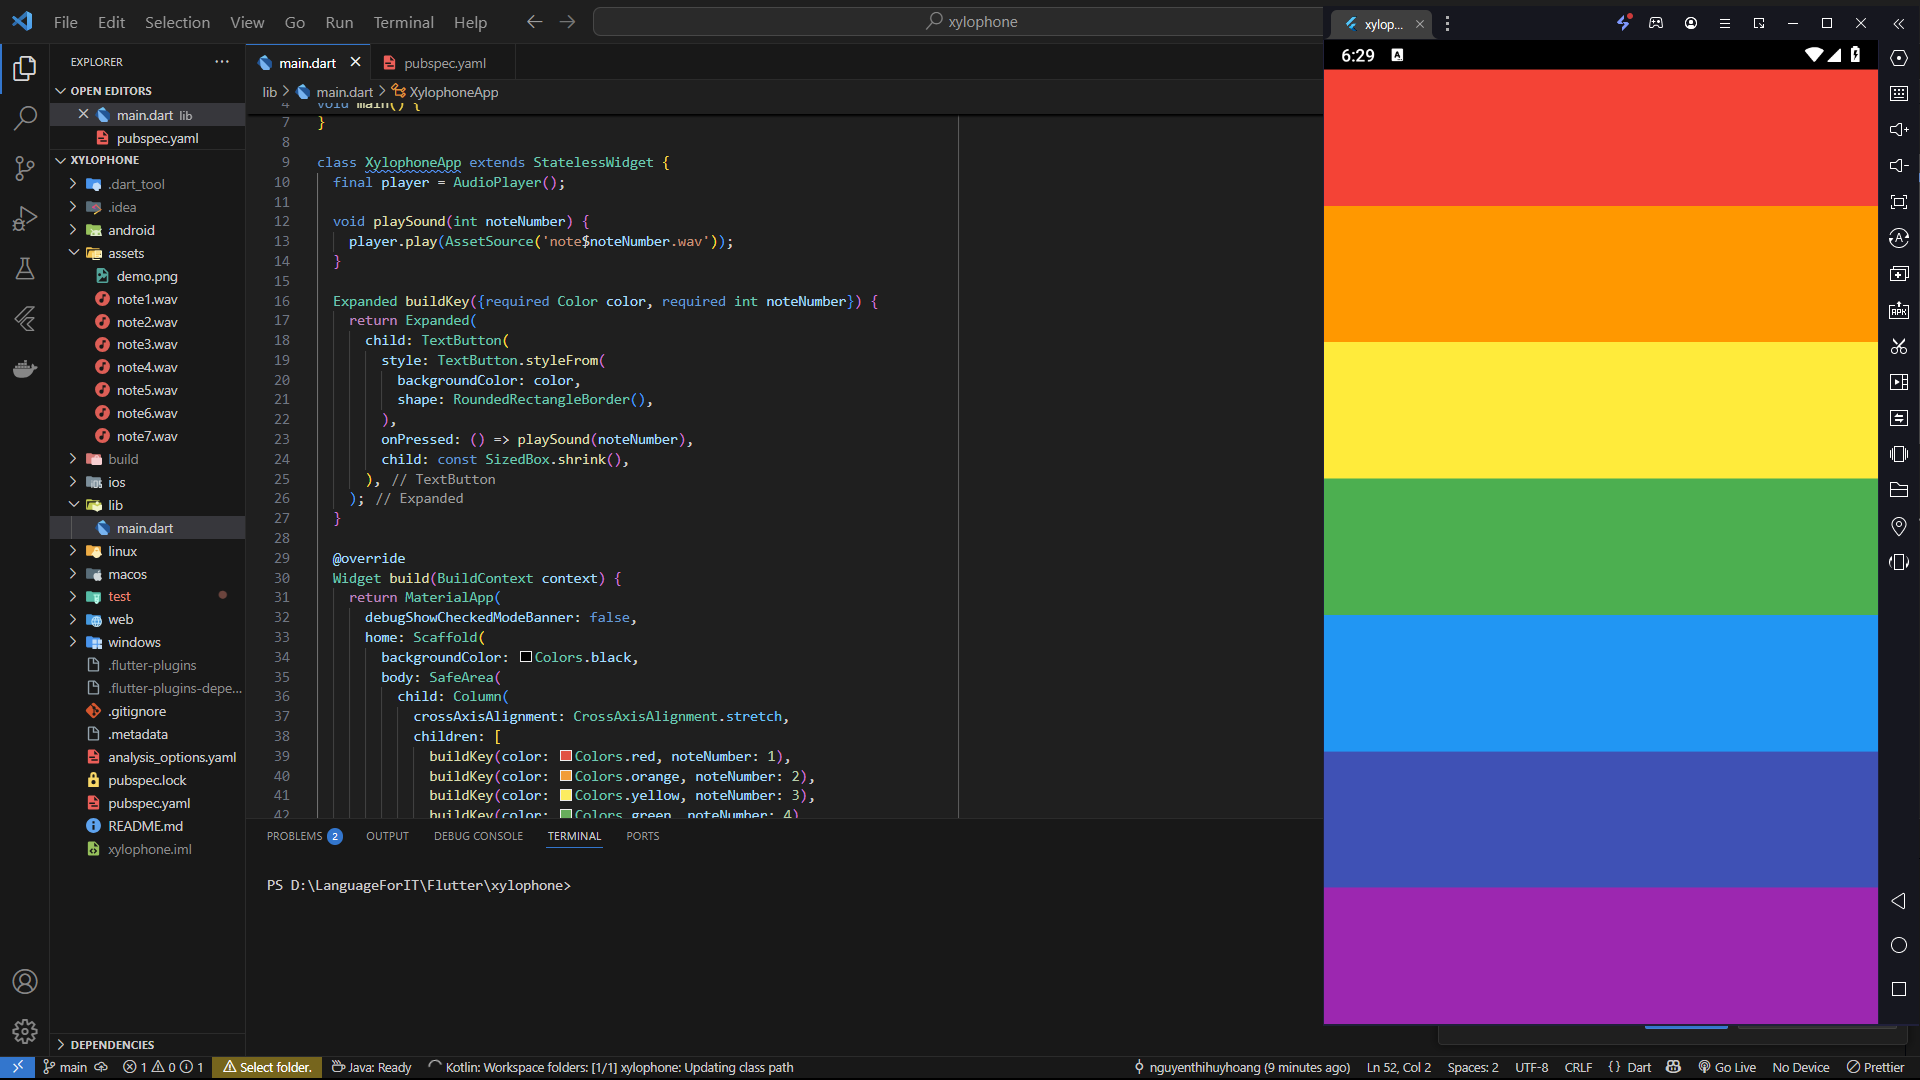 File Edit Selection View Go Run Terminal Help
xylophone
xylop...
6:29
A
EXPLORER
OPEN EDITORS
main.dart lib
pubspec.yaml
XYLOPHONE
.dart_tool
.idea
android
assets
demo.png
note1.wav
note2.wav
note3.wav
note4.wav
note5.wav
note6.wav
note7.wav
build
ios
lib
main.dart
linux
macos
test
web
windows
.flutter-plugins
.flutter-plugins-depe...
.gitignore
.metadata
analysis_options.yaml
pubspec.lock
pubspec.yaml
README.md
xylophone.iml
DEPENDENCIES
main.dart
pubspec.yaml
lib > main.dart > XylophoneApp
4 void main() {
7 }
8
9 class XylophoneApp extends StatelessWidget {
10 final player = AudioPlayer();
11
12 void playSound(int noteNumber) {
13 player.play(AssetSource('note$noteNumber.wav'));
14 }
15
16 Expanded buildKey({required Color color, required int noteNumber}) {
17 return Expanded(
18 child: TextButton(
19 style: TextButton.styleFrom(
20 backgroundColor: color,
21 shape: RoundedRectangleBorder(),
22 ),
23 onPressed: () => playSound(noteNumber),
24 child: const SizedBox.shrink(),
25 ), // TextButton
26 ); // Expanded
27 }
28
29 @override
30 Widget build(BuildContext context) {
31 return MaterialApp(
32 debugShowCheckedModeBanner: false,
33 home: Scaffold(
34 backgroundColor: Colors.black,
35 body: SafeArea(
36 child: Column(
37 crossAxisAlignment: CrossAxisAlignment.stretch,
38 children: [
39 buildKey(color: Colors.red, noteNumber: 1),
40 buildKey(color: Colors.orange, noteNumber: 2),
41 buildKey(color: Colors.yellow, noteNumber: 3),
42 buildKey(color: Colors.green, noteNumber: 4)
PROBLEMS 2 OUTPUT DEBUG CONSOLE TERMINAL PORTS
PS D:\LanguageForIT\Flutter\xylophone>
A
APK
main 1 0 1 Select folder. Java: Ready Kotlin: Workspace folders: [1/1] xylophone: Updating class path nguyenthihuyhoang (9 minutes ago) Ln 52, Col 2 Spaces: 2 UTF-8 CRLF { } Dart Go Live No Device Prettier